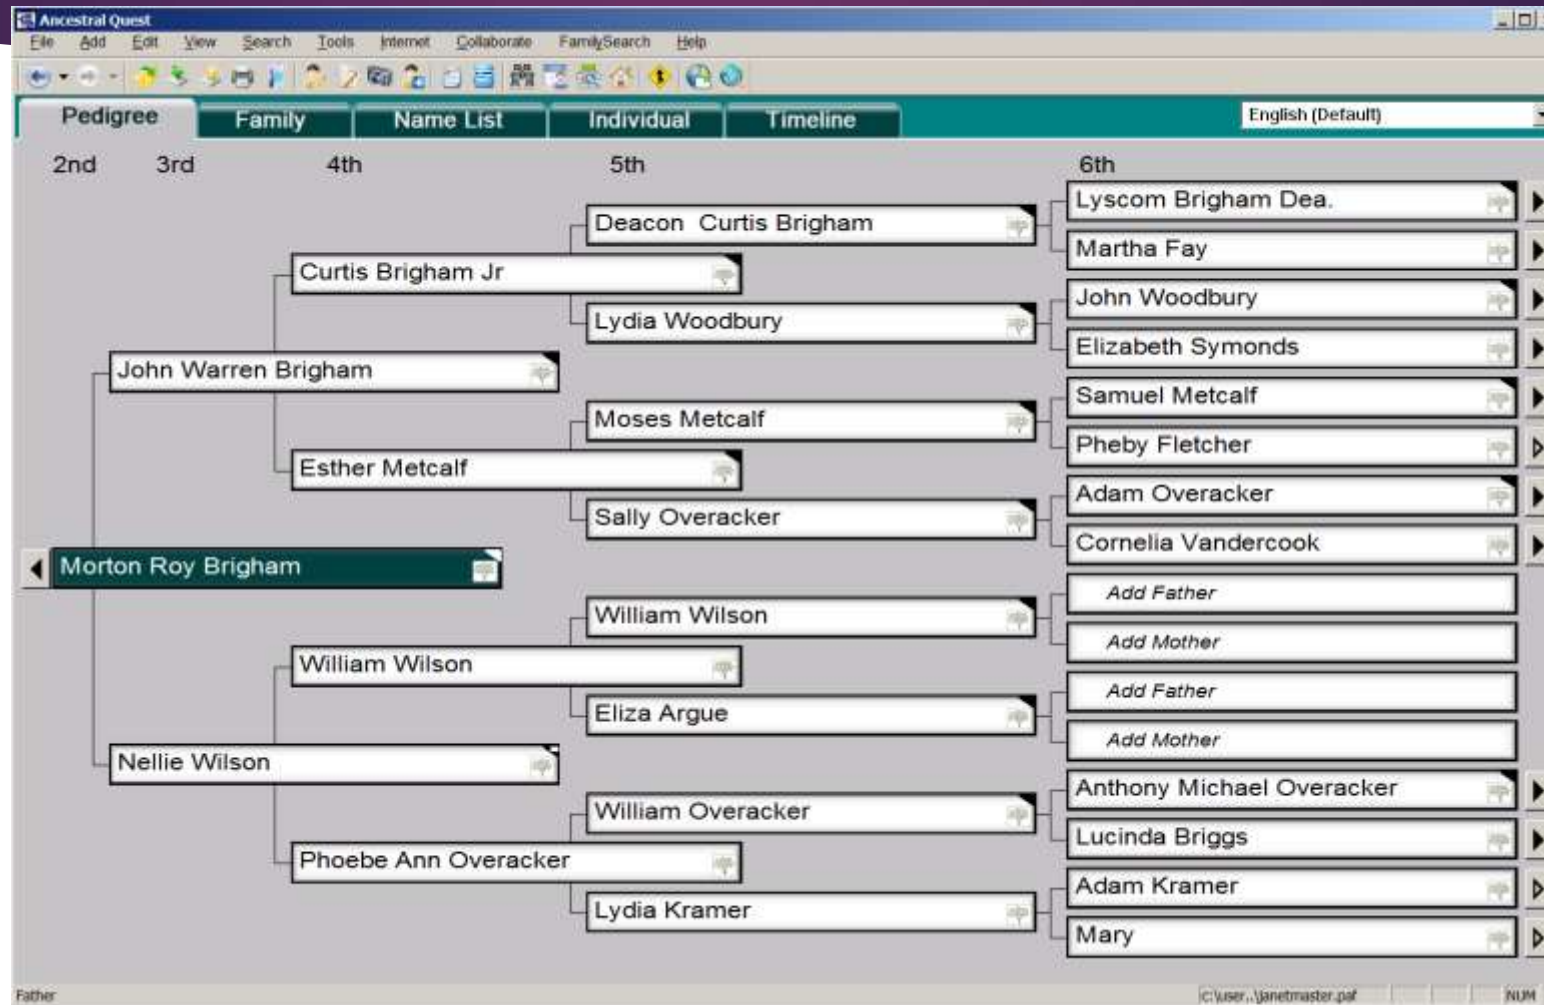 Ancestral Quest
File Add Edit View Search Tools Internet Collaborate FamilySearch Help
Pedigree Family Name List Individual Timeline English (Default)
2nd 3rd 4th 5th 6th
Lyscom Brigham Dea.
Deacon Curtis Brigham
Martha Fay
Curtis Brigham Jr
John Woodbury
Lydia Woodbury
Elizabeth Symonds
John Warren Brigham
Samuel Metcalf
Moses Metcalf
Pheby Fletcher
Esther Metcalf
Adam Overacker
Sally Overacker
Cornelia Vandercook
Morton Roy Brigham
Add Father
William Wilson
Add Mother
William Wilson
Add Father
Eliza Argue
Add Mother
Nellie Wilson
Anthony Michael Overacker
William Overacker
Lucinda Briggs
Phoebe Ann Overacker
Adam Kramer
Lydia Kramer
Mary
Father c:\user..\janetmaster.paf NUM